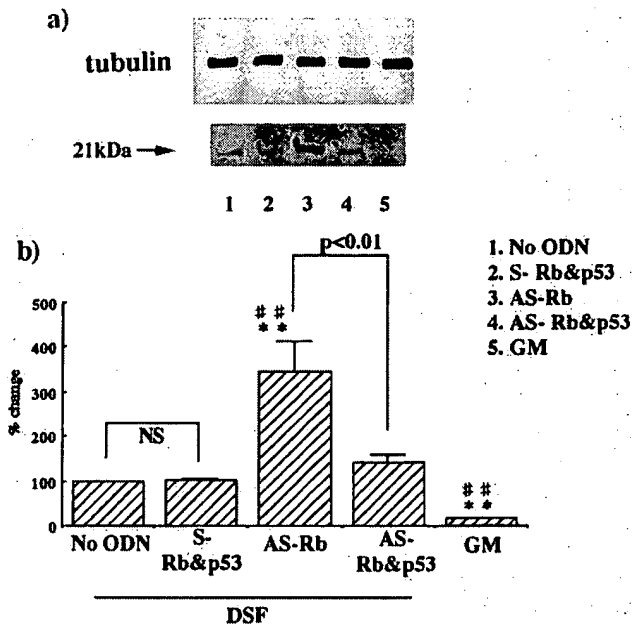 a)
tubulin
21kDa
1 2 3 4 5
p<0.01
b)
1. No ODN
2. S- Rb&p53
3. AS-Rb
4. AS- Rb&p53
5. GM
% change
500
400
300
200
100
0
NS
# #
* *
# #
* *
No ODN
S-
Rb&p53
AS-Rb
AS-
Rb&p53
GM
DSF